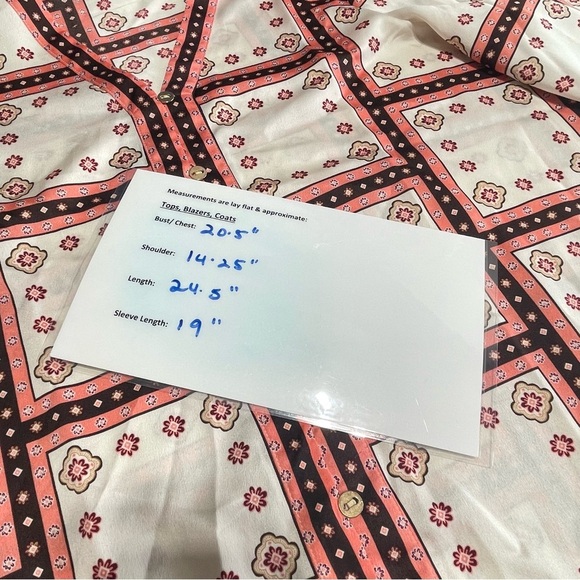 Measurements are lay flat & approximate:
Tops, Blazers, Coats
Bust/ Chest: 20.5"
Shoulder: 14.25"
Length: 24.5"
Sleeve Length: 19"